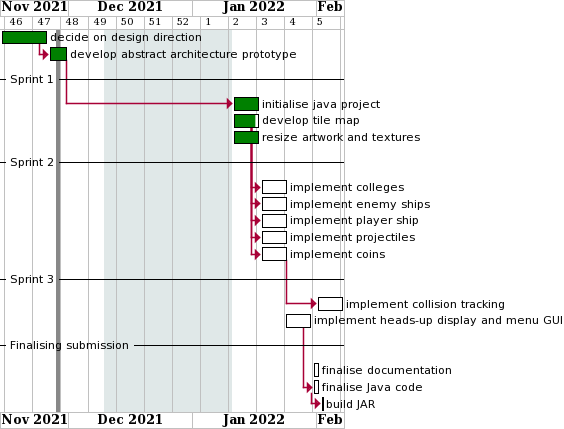 Nov 2021 Dec 2021 Jan 2022 Feb
46 47 48 49 50 51 52 1 2 3 4 5
decide on design direction
develop abstract architecture prototype
Sprint 1
initialise java project
develop tile map
resize artwork and textures
Sprint 2
implement colleges
implement enemy ships
implement player ship
implement projectiles
implement coins
Sprint 3
implement collision tracking
implement heads-up display and menu GUI
Finalising submission
finalise documentation
finalise Java code
build JAR
Nov 2021 Dec 2021 Jan 2022 Feb